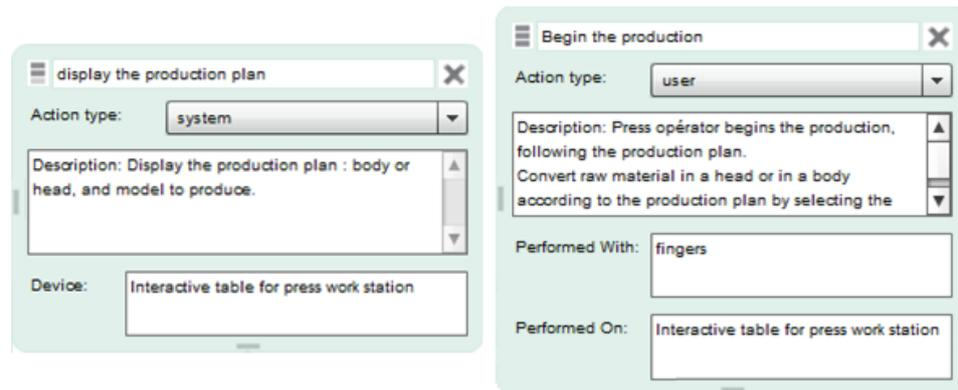 display the production plan
Action type:
system
Description: Display the production plan : body or
head, and model to produce.
Device:
Interactive table for press work station
Begin the production
Action type:
user
Description: Press opérator begins the production,
following the production plan.
Convert raw material in a head or in a body
according to the production plan by selecting the
Performed With:
fingers
Performed On:
Interactive table for press work station